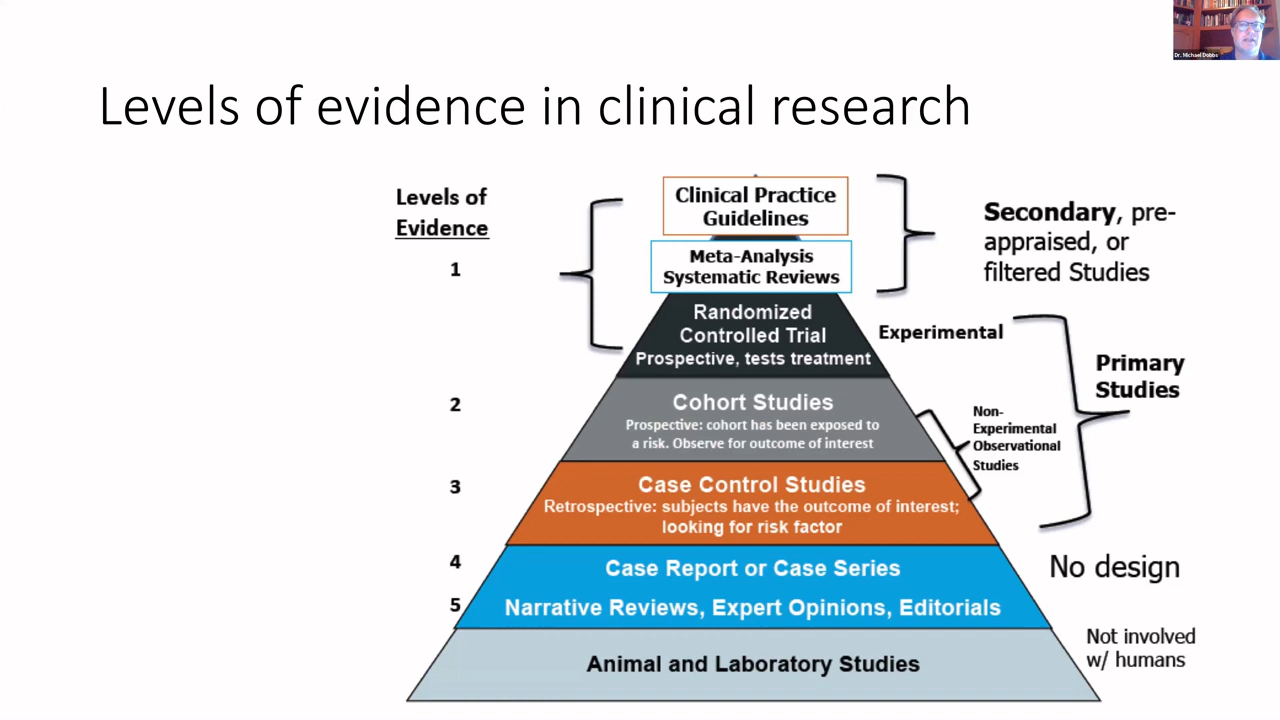 Dr. Michael Dobbs
Levels of evidence in clinical research
Levels of
Evidence
1
2
3
4
5
Clinical Practice
Guidelines
Meta-Analysis
Systematic Reviews
Randomized
Controlled Trial
Prospective, tests treatment
Cohort Studies
Prospective: cohort has been exposed to
a risk. Observe for outcome of interest
Case Control Studies
Retrospective: subjects have the outcome of interest;
looking for risk factor
Case Report or Case Series
Narrative Reviews, Expert Opinions, Editorials
Animal and Laboratory Studies
Secondary, pre-
appraised, or
filtered Studies
Experimental
Primary
Studies
Non-
Experimental
Observational
Studies
No design
Not involved
w/ humans